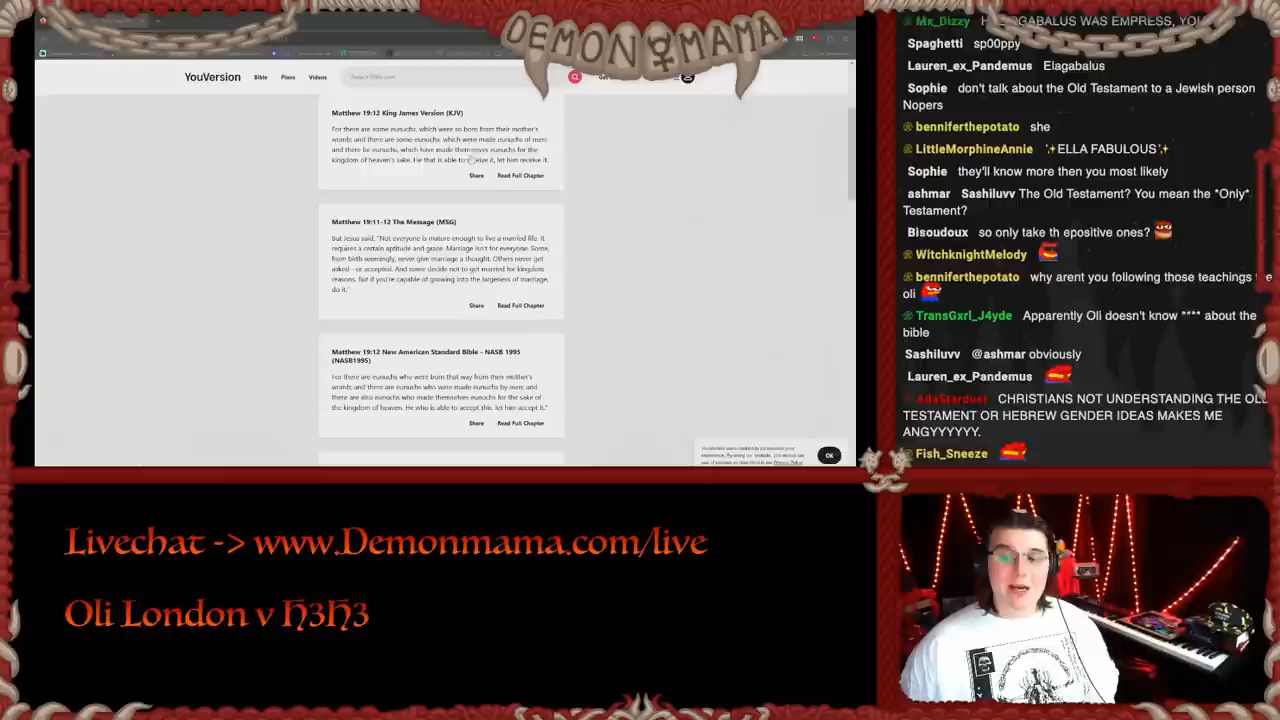 DEMON MAMA
YouVersion
Bible
Plans
Videos
Search Bible.com
Matthew 19:12 King James Version (KJV)
For there are some eunuchs, which were so born from their mother's
womb: and there are some eunuchs, which were made eunuchs of men:
and there be eunuchs, which have made themselves eunuchs for the
kingdom of heaven's sake. He that is able to receive it, let him receive it.
Share Read Full Chapter
Matthew 19:11-12 The Message (MSG)
But Jesus said, "Not everyone is mature enough to live a married life. It
requires a certain aptitude and grace. Marriage isn't for everyone. Some,
from birth seemingly, never give marriage a thought. Others never get
asked—or accepted. And some decide not to get married for kingdom
reasons. But if you're capable of growing into the largeness of marriage,
do it."
Share Read Full Chapter
Matthew 19:12 New American Standard Bible - NASB 1995
(NASB1995)
For there are eunuchs who were born that way from their mother's
womb; and there are eunuchs who were made eunuchs by men; and
there are also eunuchs who made themselves eunuchs for the sake of
the kingdom of heaven. He who is able to accept this, let him accept it."
Share Read Full Chapter
OK
Mx_Dizzy
WAS EMPRESS,
Spaghetti sp00ppy
Lauren_ex_Pandemus Elagabalus
Sophie don't talk about the Old Testament to a Jewish person
Nopers
benniferthepotato she
LittleMorphineAnnie ✨ELLA FABULOUS✨
Sophie they'll know more then you most likely
ashmar Sashiluvv The Old Testament? You mean the *Only*
Testament?
Bisouduux so only take th epositive ones?
WitchknightMelody
benniferthepotato why are you following the teachings
oli
TransGxrl_J4yde Apparently Oli doesn't know **** about the
bible
Sashiluvv @ashmar obviously
Lauren_ex_Pandemus
AdaStardust CHRISTIANS NOT UNDERSTANDING THE OLD
TESTAMENT OR HEBREW GENDER IDEAS MAKES ME
ANGYYYYYY.
Fish_Sneeze
Livechat -> www.Demonmama.com/live
Oli London v H3H3